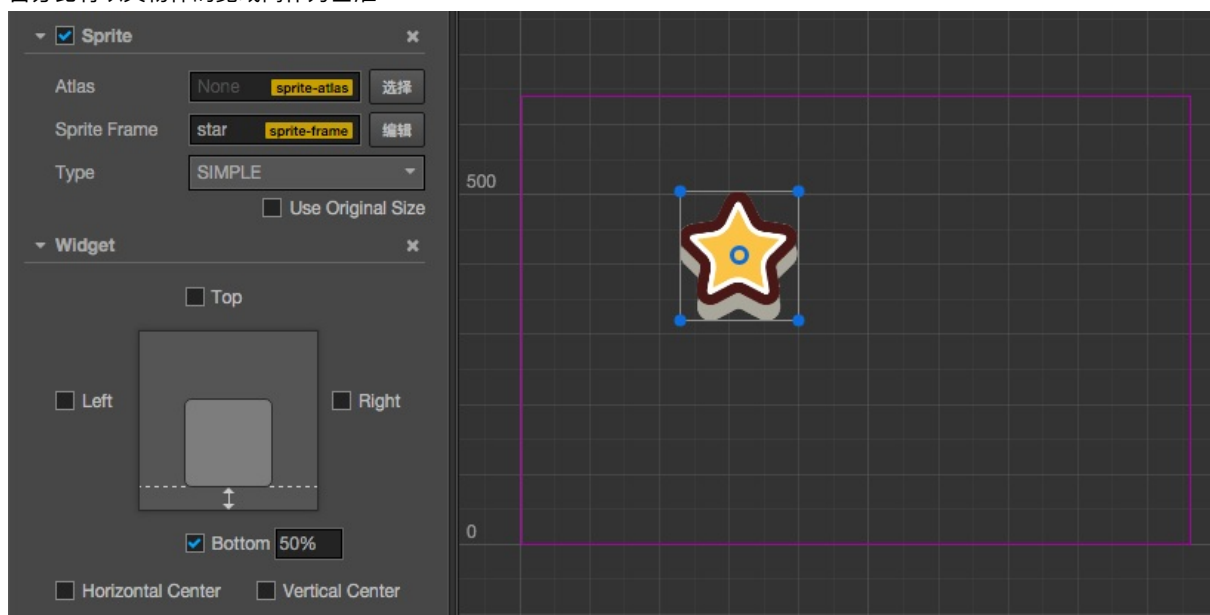 Sprite
Atlas None sprite-atlas 选择
Sprite Frame star sprite-frame 编辑
Type SIMPLE
Use Original Size
Widget
Top
Left Right
Bottom 50%
Horizontal Center Vertical Center
500
0